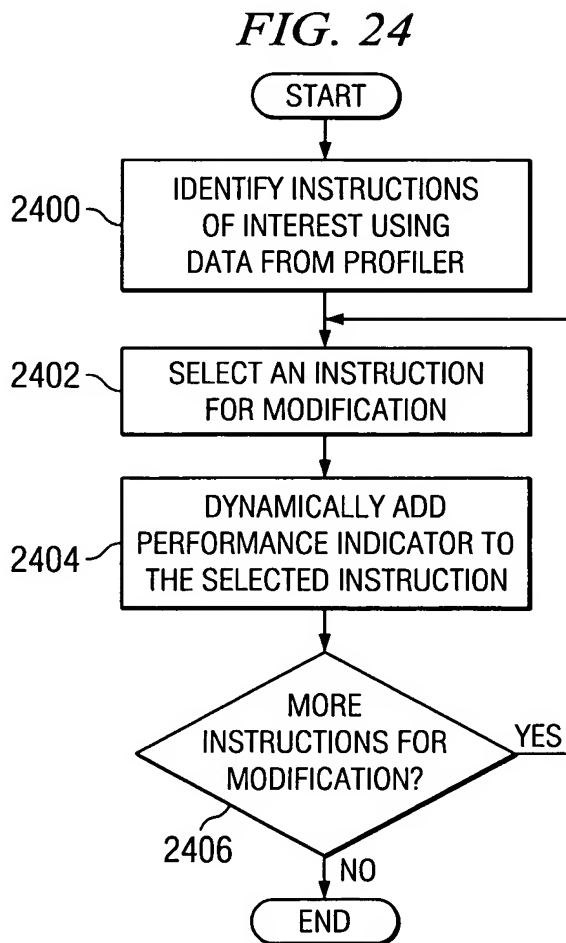 FIG. 24
START
2400
IDENTIFY INSTRUCTIONS
OF INTEREST USING
DATA FROM PROFILER
2402
SELECT AN INSTRUCTION
FOR MODIFICATION
2404
DYNAMICALLY ADD
PERFORMANCE INDICATOR TO
THE SELECTED INSTRUCTION
MORE
INSTRUCTIONS FOR
MODIFICATION?
YES
2406
NO
END